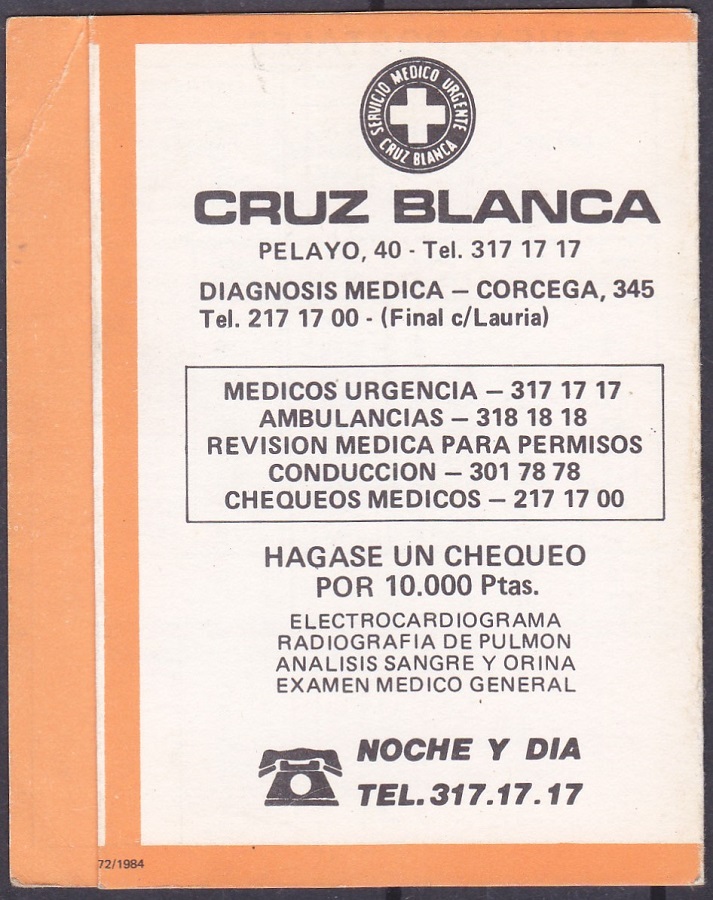 SERVICIO MEDICO URGENTE
CRUZ BLANCA
CRUZ BLANCA
PELAYO, 40 - Tel. 317 17 17
DIAGNOSIS MEDICA – CORCEGA, 345
Tel. 217 17 00 - (Final c/Lauria)
MEDICOS URGENCIA – 317 17 17
AMBULANCIAS – 318 18 18
REVISION MEDICA PARA PERMISOS
CONDUCCION – 301 78 78
CHEQUEOS MEDICOS – 217 17 00
HAGASE UN CHEQUEO
POR 10.000 Ptas.
ELECTROCARDIOGRAMA
RADIOGRAFIA DE PULMON
ANALISIS SANGRE Y ORINA
EXAMEN MEDICO GENERAL
NOCHE Y DIA
TEL. 317.17.17
72/1984